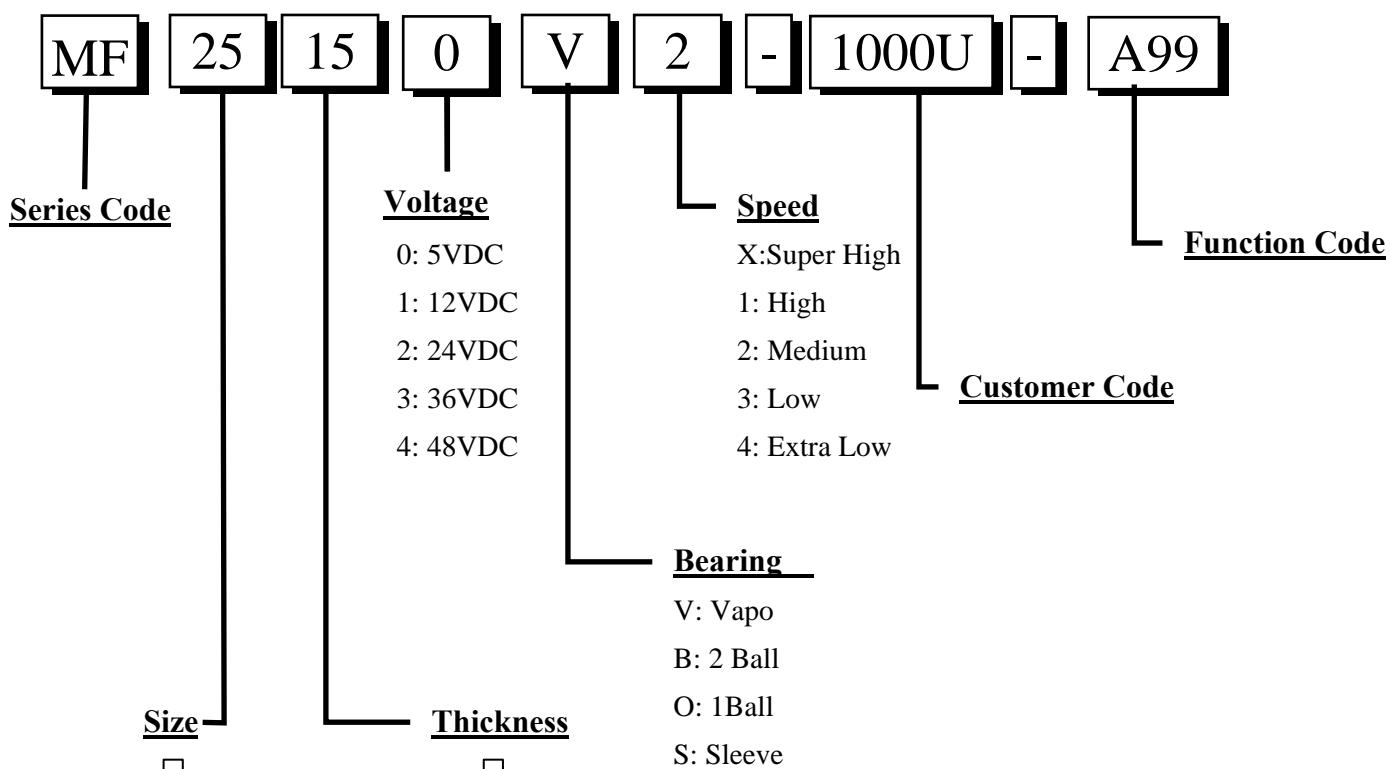 MF 25 15 0 V 2 - 1000U - A99
Series Code
Voltage
0: 5VDC
1: 12VDC
2: 24VDC
3: 36VDC
4: 48VDC
Speed
X:Super High
1: High
2: Medium
3: Low
4: Extra Low
Function Code
Customer Code
Bearing
V: Vapo
B: 2 Ball
O: 1Ball
S: Sleeve
Size
Thickness